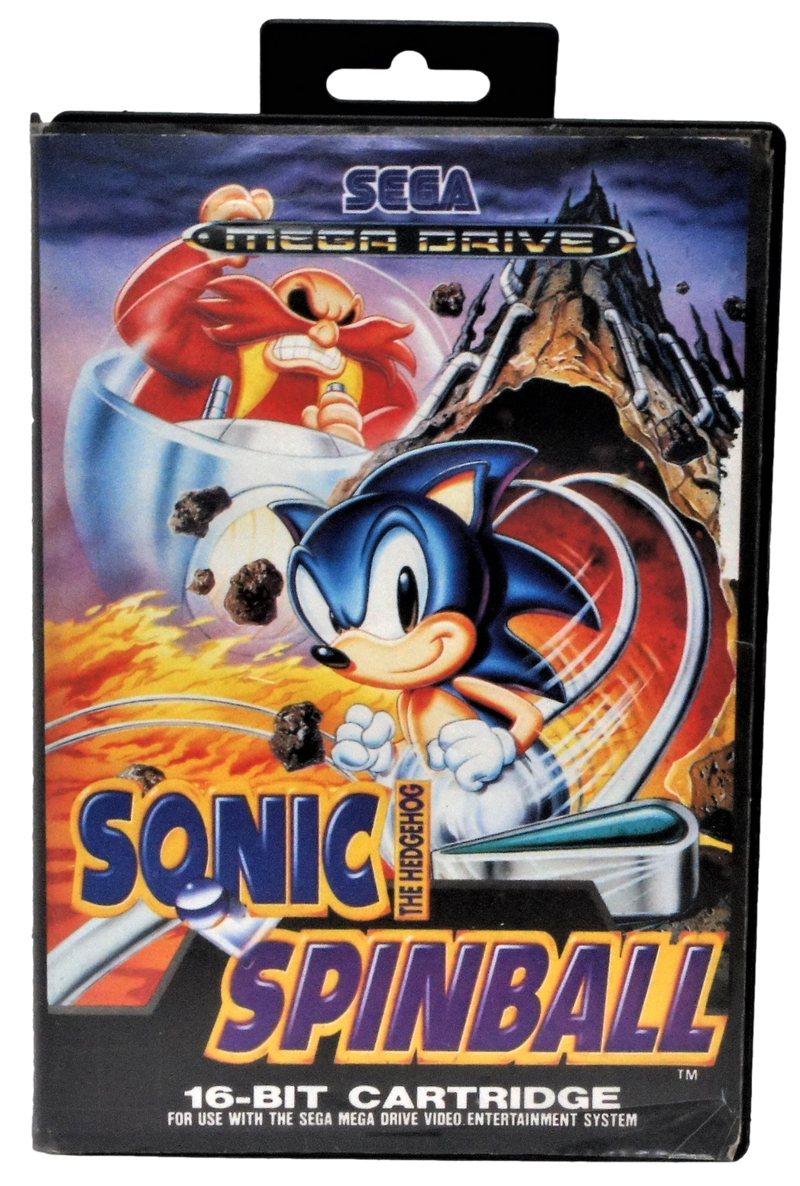 SEGA
MEGA DRIVE
SONIC
THE HEDGEHOG
SPINBALL
TM
16-BIT CARTRIDGE
FOR USE WITH THE SEGA MEGA DRIVE VIDEO ENTERTAINMENT SYSTEM